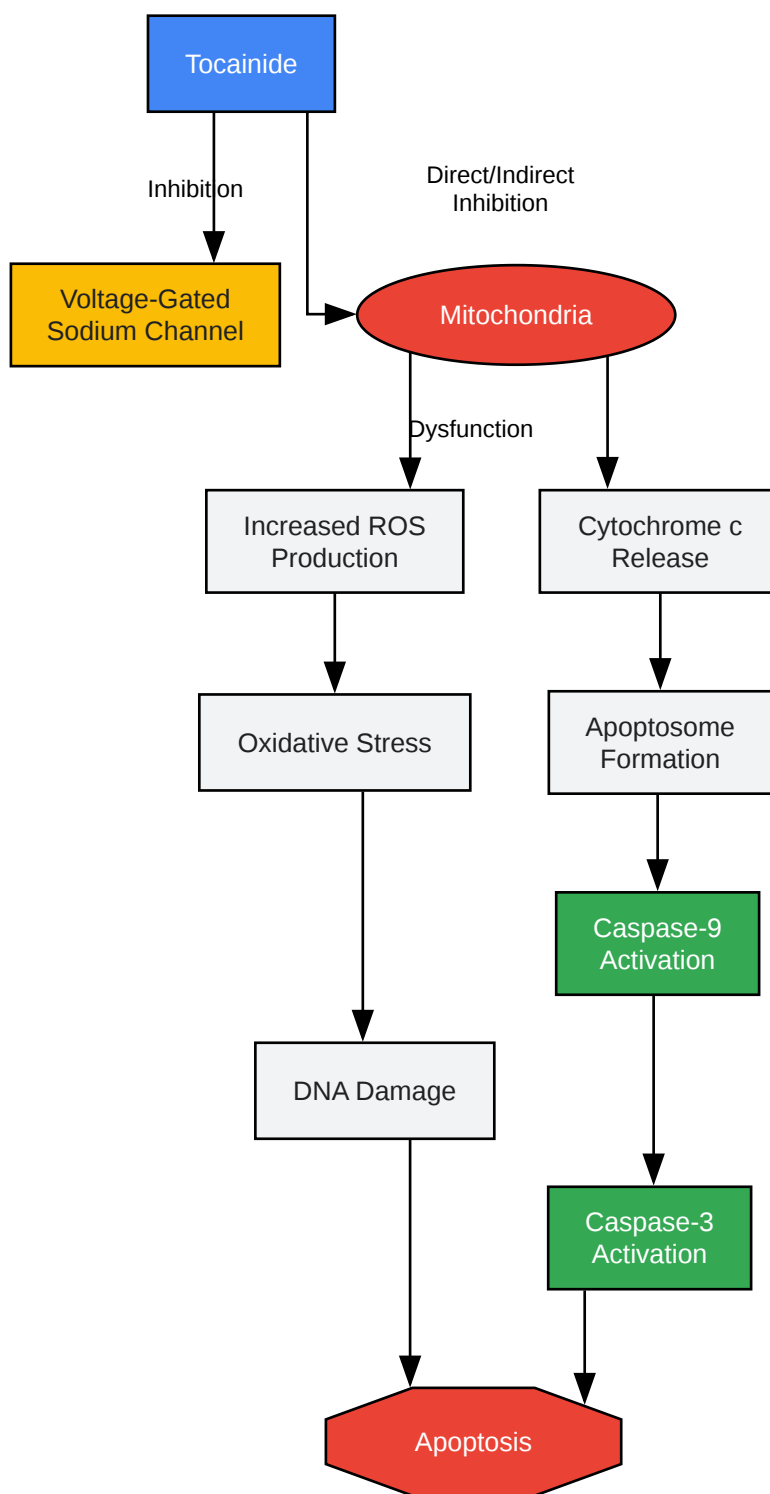 Tocainide
Inhibition
Direct/Indirect
Inhibition
Voltage-Gated
Sodium Channel
Mitochondria
Dysfunction
Increased ROS
Production
Cytochrome c
Release
Oxidative Stress
Apoptosome
Formation
Caspase-9
Activation
DNA Damage
Caspase-3
Activation
Apoptosis